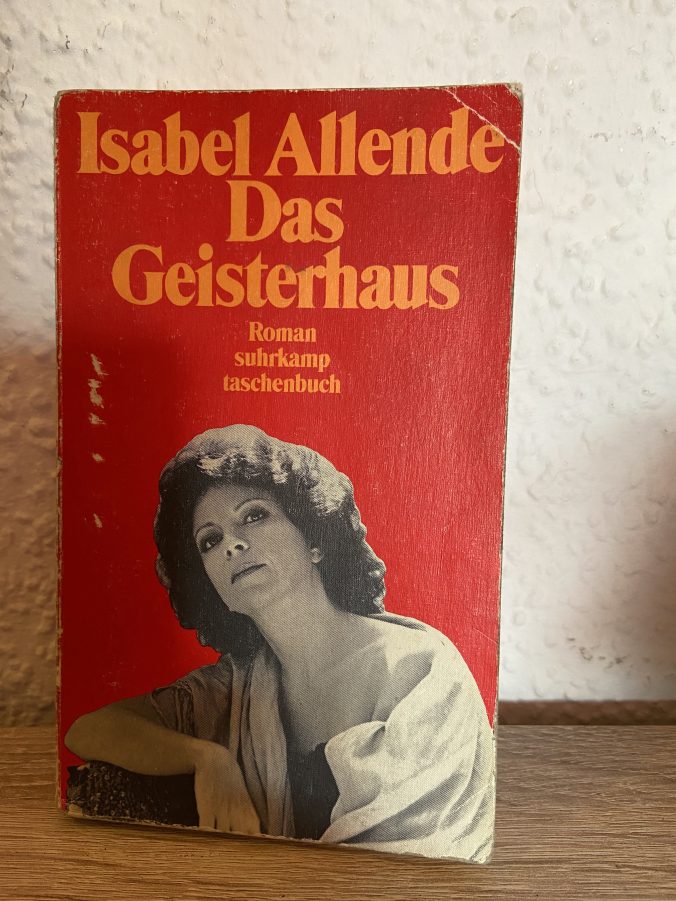 Isabel Allende
Das
Geisterhaus
Roman
suhrkamp
taschenbuch